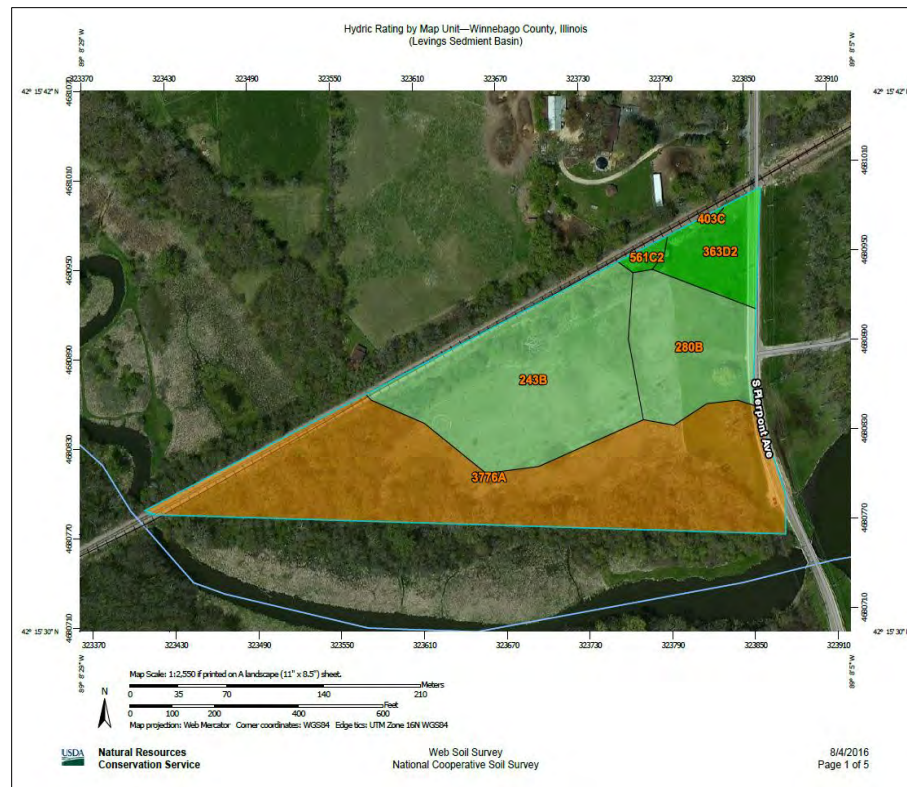 Hydric Rating by Map Unit—Winnebago County, Illinois
(Levings Sedment Basin)
89° 8' 29" W
89° 8' 5" W
323370 323430 323490 323550 323610 323670 323730 323790 323850 323910
42° 15' 42" N
42° 15' 42" N
4681070
4681010
4680950
4680890
4680830
4680770
4680710
4681010
4680950
4680890
4680830
4680770
4680710
403C
363D2
561C2
280B
243B
3776A
S Pierpont Ave
42° 15' 30" N
42° 15' 30" N
323370 323430 323490 323550 323610 323670 323730 323790 323850 323910
89° 8' 29" W
89° 8' 5" W
Map Scale: 1:2,550 if printed on A landscape (11" x 8.5") sheet.
Meters
0 35 70 140 210
Feet
0 100 200 400 600
N
Map projection: Web Mercator Corner coordinates: WGS84 Edge tics: UTM Zone 16N WGS84
USDA
Natural Resources
Conservation Service
Web Soil Survey
National Cooperative Soil Survey
8/4/2016
Page 1 of 5